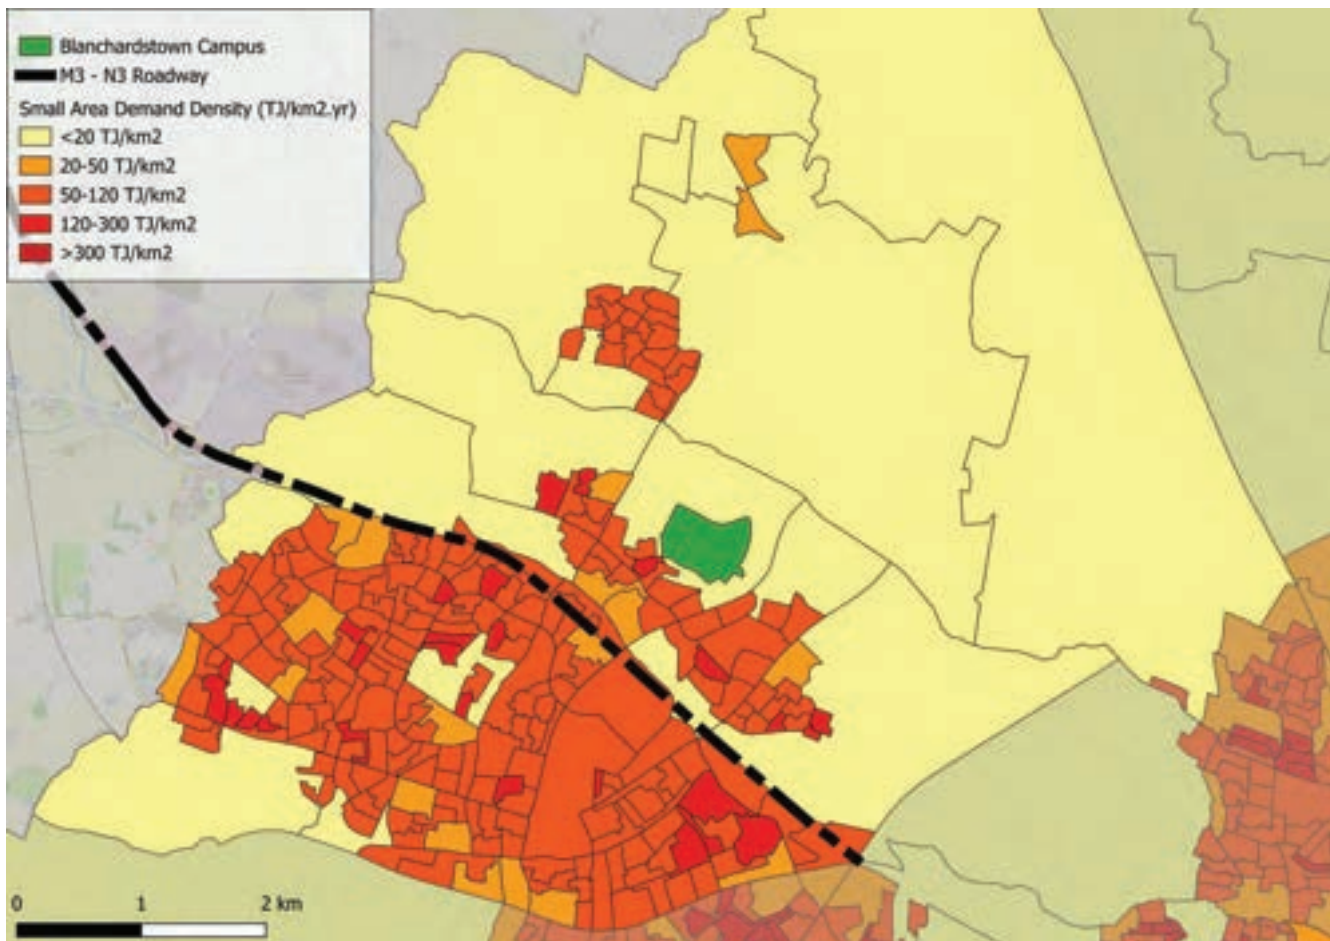 Blanchardstown Campus
M3 - N3 Roadway
Small Area Demand Density (TJ/km2.yr)
<20 TJ/km2
20-50 TJ/km2
50-120 TJ/km2
120-300 TJ/km2
>300 TJ/km2
0 1 2 km